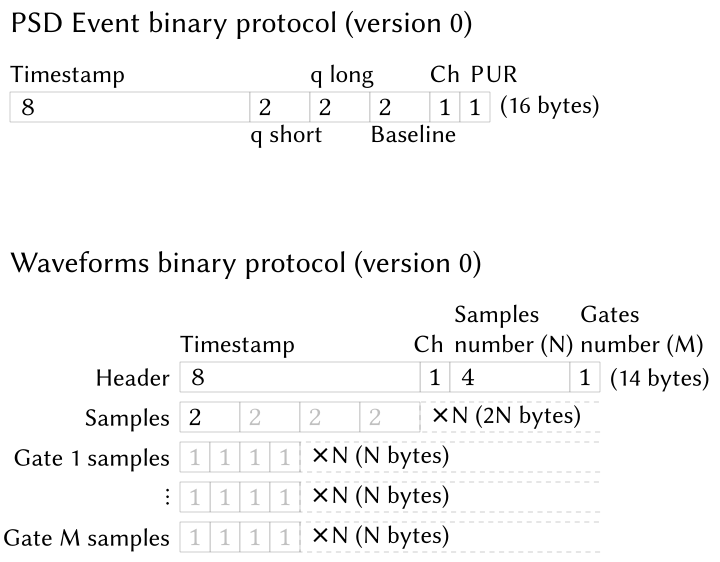 PSD Event binary protocol (version 0)
Timestamp q long Ch PUR
8 2 2 2 1 1 (16 bytes)
q short Baseline
Waveforms binary protocol (version 0)
Samples Gates
Timestamp Ch number (N) number (M)
Header 8 1 4 1 (14 bytes)
Samples 2 2 2 2 ×N (2N bytes)
Gate 1 samples 1 1 1 1 ×N (N bytes)
⋮ 1 1 1 1 ×N (N bytes)
Gate M samples 1 1 1 1 ×N (N bytes)